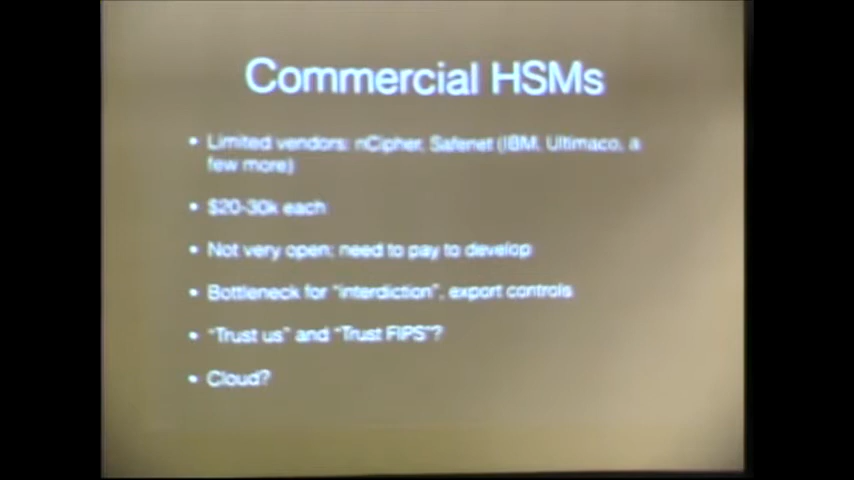 Commercial HSMs
• Limited vendors: nCipher, Safenet (IBM, Ultimaco, a
few more)
• $20-30k each
• Not very open; need to pay to develop
• Bottleneck for "interdiction", export controls
• "Trust us" and "Trust FIPS"?
• Cloud?